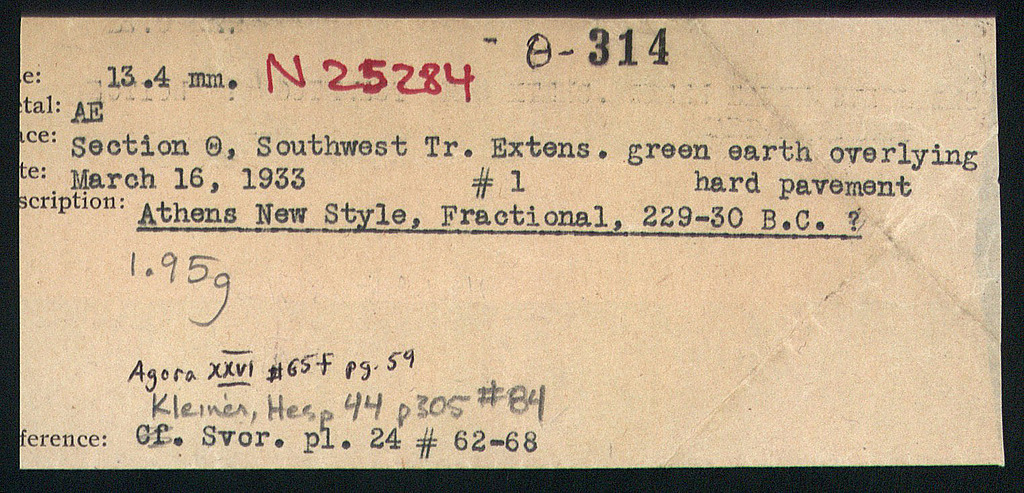 - Θ-314
e: 13.4 mm. N 25284
tal: AE
ace: Section Θ, Southwest Tr. Extens. green earth overlying
te: March 16, 1933 # 1 hard pavement
scription: Athens New Style, Fractional, 229-30 B.C. ?
1.95g
Agora XXVI #65f pg. 59
Kleiner, Hesp 44 p305 #84
ference: Cf. Svor. pl. 24 # 62-68